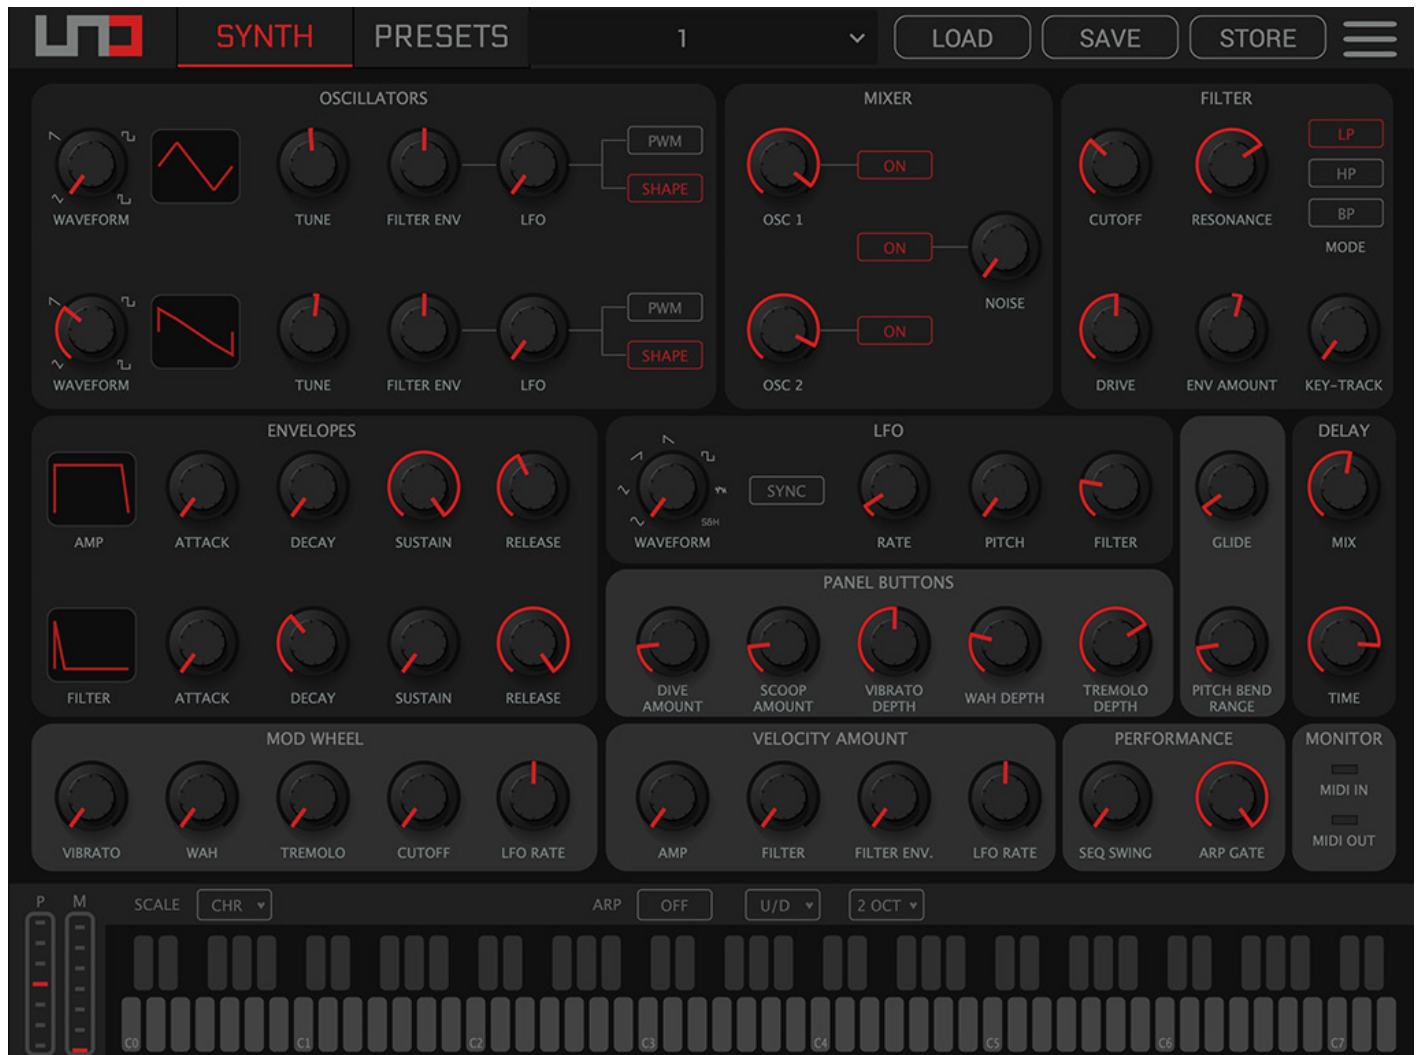 UNO SYNTH PRESETS 1 LOAD SAVE STORE
OSCILLATORS
WAVEFORM TUNE FILTER ENV LFO PWM SHAPE
WAVEFORM TUNE FILTER ENV LFO PWM SHAPE
MIXER
OSC 1 ON
ON NOISE
OSC 2 ON
FILTER
CUTOFF RESONANCE LP HP BP MODE
DRIVE ENV AMOUNT KEY-TRACK
ENVELOPES
AMP ATTACK DECAY SUSTAIN RELEASE
FILTER ATTACK DECAY SUSTAIN RELEASE
LFO
WAVEFORM S&H SYNC RATE PITCH FILTER
PANEL BUTTONS
DIVE AMOUNT SCOOP AMOUNT VIBRATO DEPTH WAH DEPTH TREMOLO DEPTH
GLIDE
PITCH BEND RANGE
DELAY
MIX
TIME
MOD WHEEL
VIBRATO WAH TREMOLO CUTOFF LFO RATE
VELOCITY AMOUNT
AMP FILTER FILTER ENV. LFO RATE
PERFORMANCE
SEQ SWING ARP GATE
MONITOR
MIDI IN
MIDI OUT
P M SCALE CHR ARP OFF U/D 2 OCT
C0 C1 C2 C3 C4 C5 C6 C7